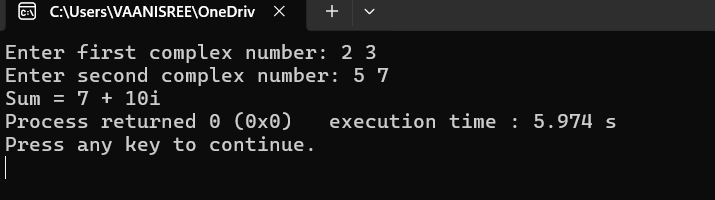 C:\Users\VAANISREE\OneDriv
Enter first complex number: 2 3
Enter second complex number: 5 7
Sum = 7 + 10i
Process returned 0 (0x0)   execution time : 5.974 s
Press any key to continue.